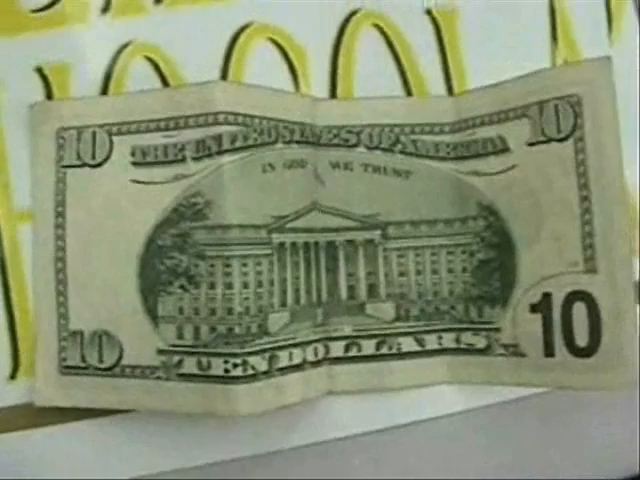 10 THE UNITED STATES OF AMERICA 10
IN GOD WE TRUST
10 TEN DOLLARS 10